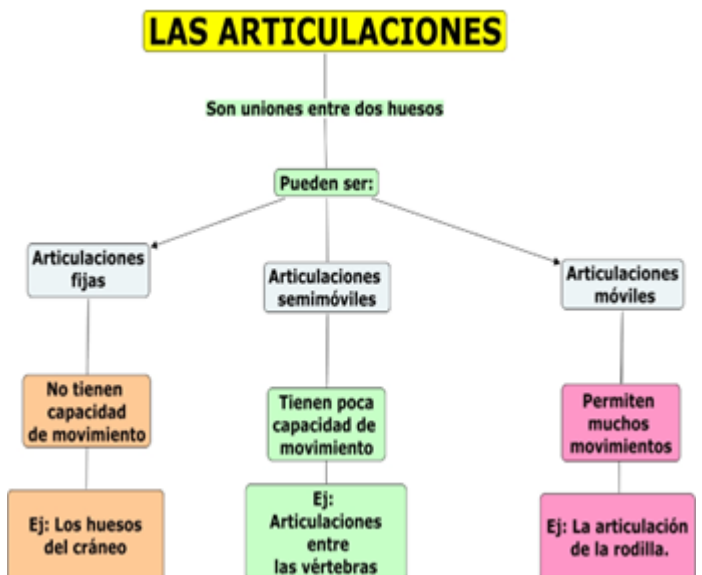 LAS ARTICULACIONES
Son uniones entre dos huesos
Pueden ser:
Articulaciones
fijas
Articulaciones
semimóviles
Articulaciones
móviles
No tienen
capacidad
de movimiento
Tienen poca
capacidad de
movimiento
Permiten
muchos
movimientos
Ej: Los huesos
del cráneo
Ej:
Articulaciones
entre
las vértebras
Ej: La articulación
de la rodilla.